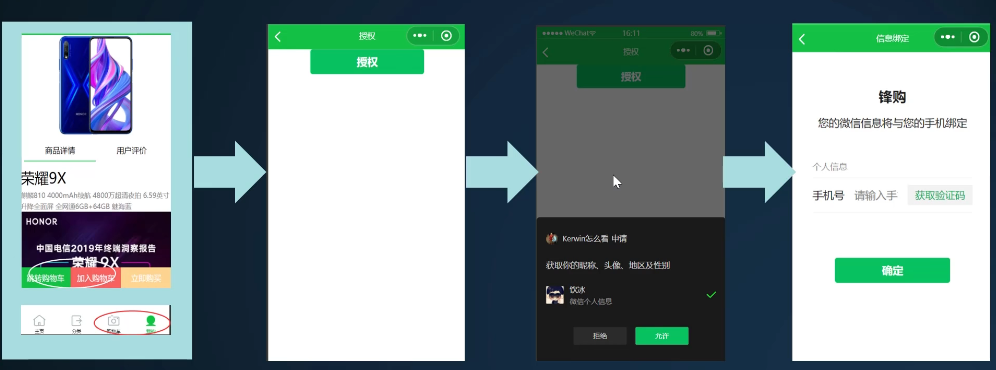 商品详情
用户评价
荣耀9X
麒麟810 4000mAh续航 4800万超清夜拍 6.59英寸
升降全面屏 全网通6GB+64GB 魅海蓝
HONOR
中国电信2019年终端洞察报告
荣耀 9X
跳转购物车
加入购物车
立即购买
主页
分类
购物车
授权
授权
WeChat
16:11
80%
授权
授权
Kerwin怎么看 申请
获取你的昵称、头像、地区及性别
饮冰
微信个人信息
拒绝
允许
信息绑定
锋购
您的微信信息将与您的手机绑定
个人信息
手机号 请输入手 获取验证码
确定